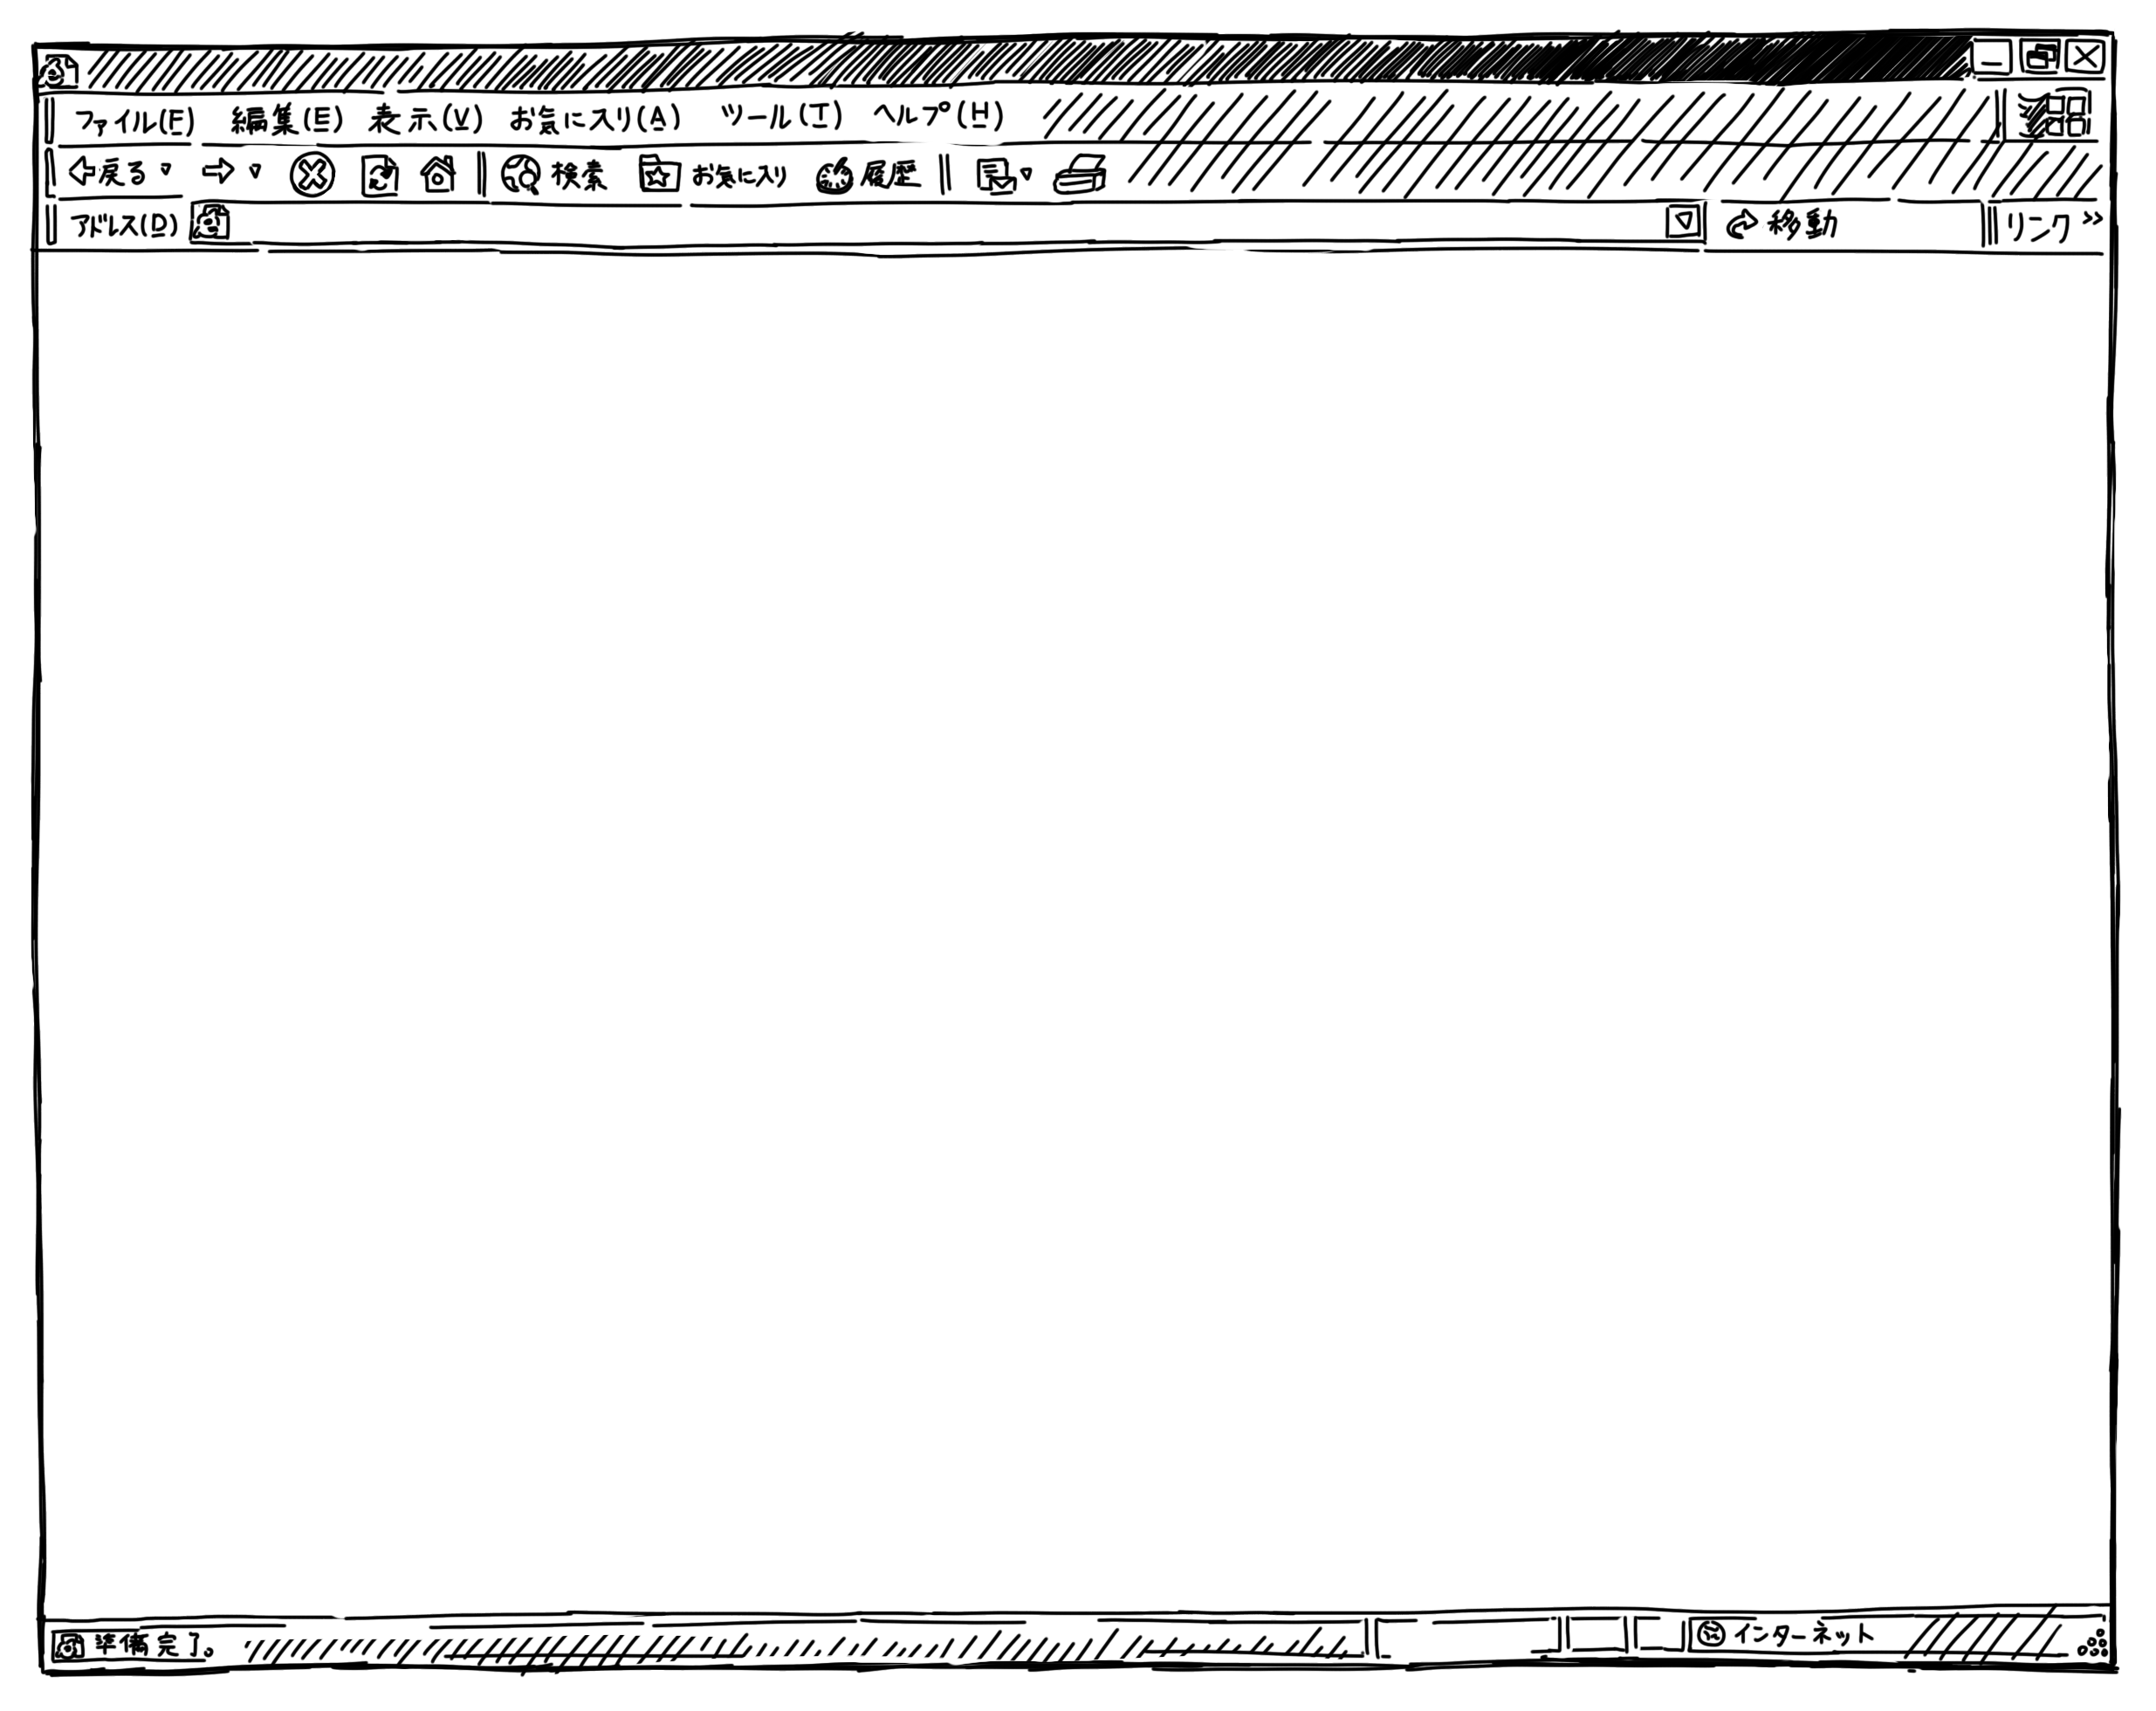 ファイル(F) 編集(E) 表示(V) お気に入り(A) ツール(T) ヘルプ(H)
戻る 検索 お気に入り 履歴
アドレス(D) 移動 リンク »
準備完了。 インターネット